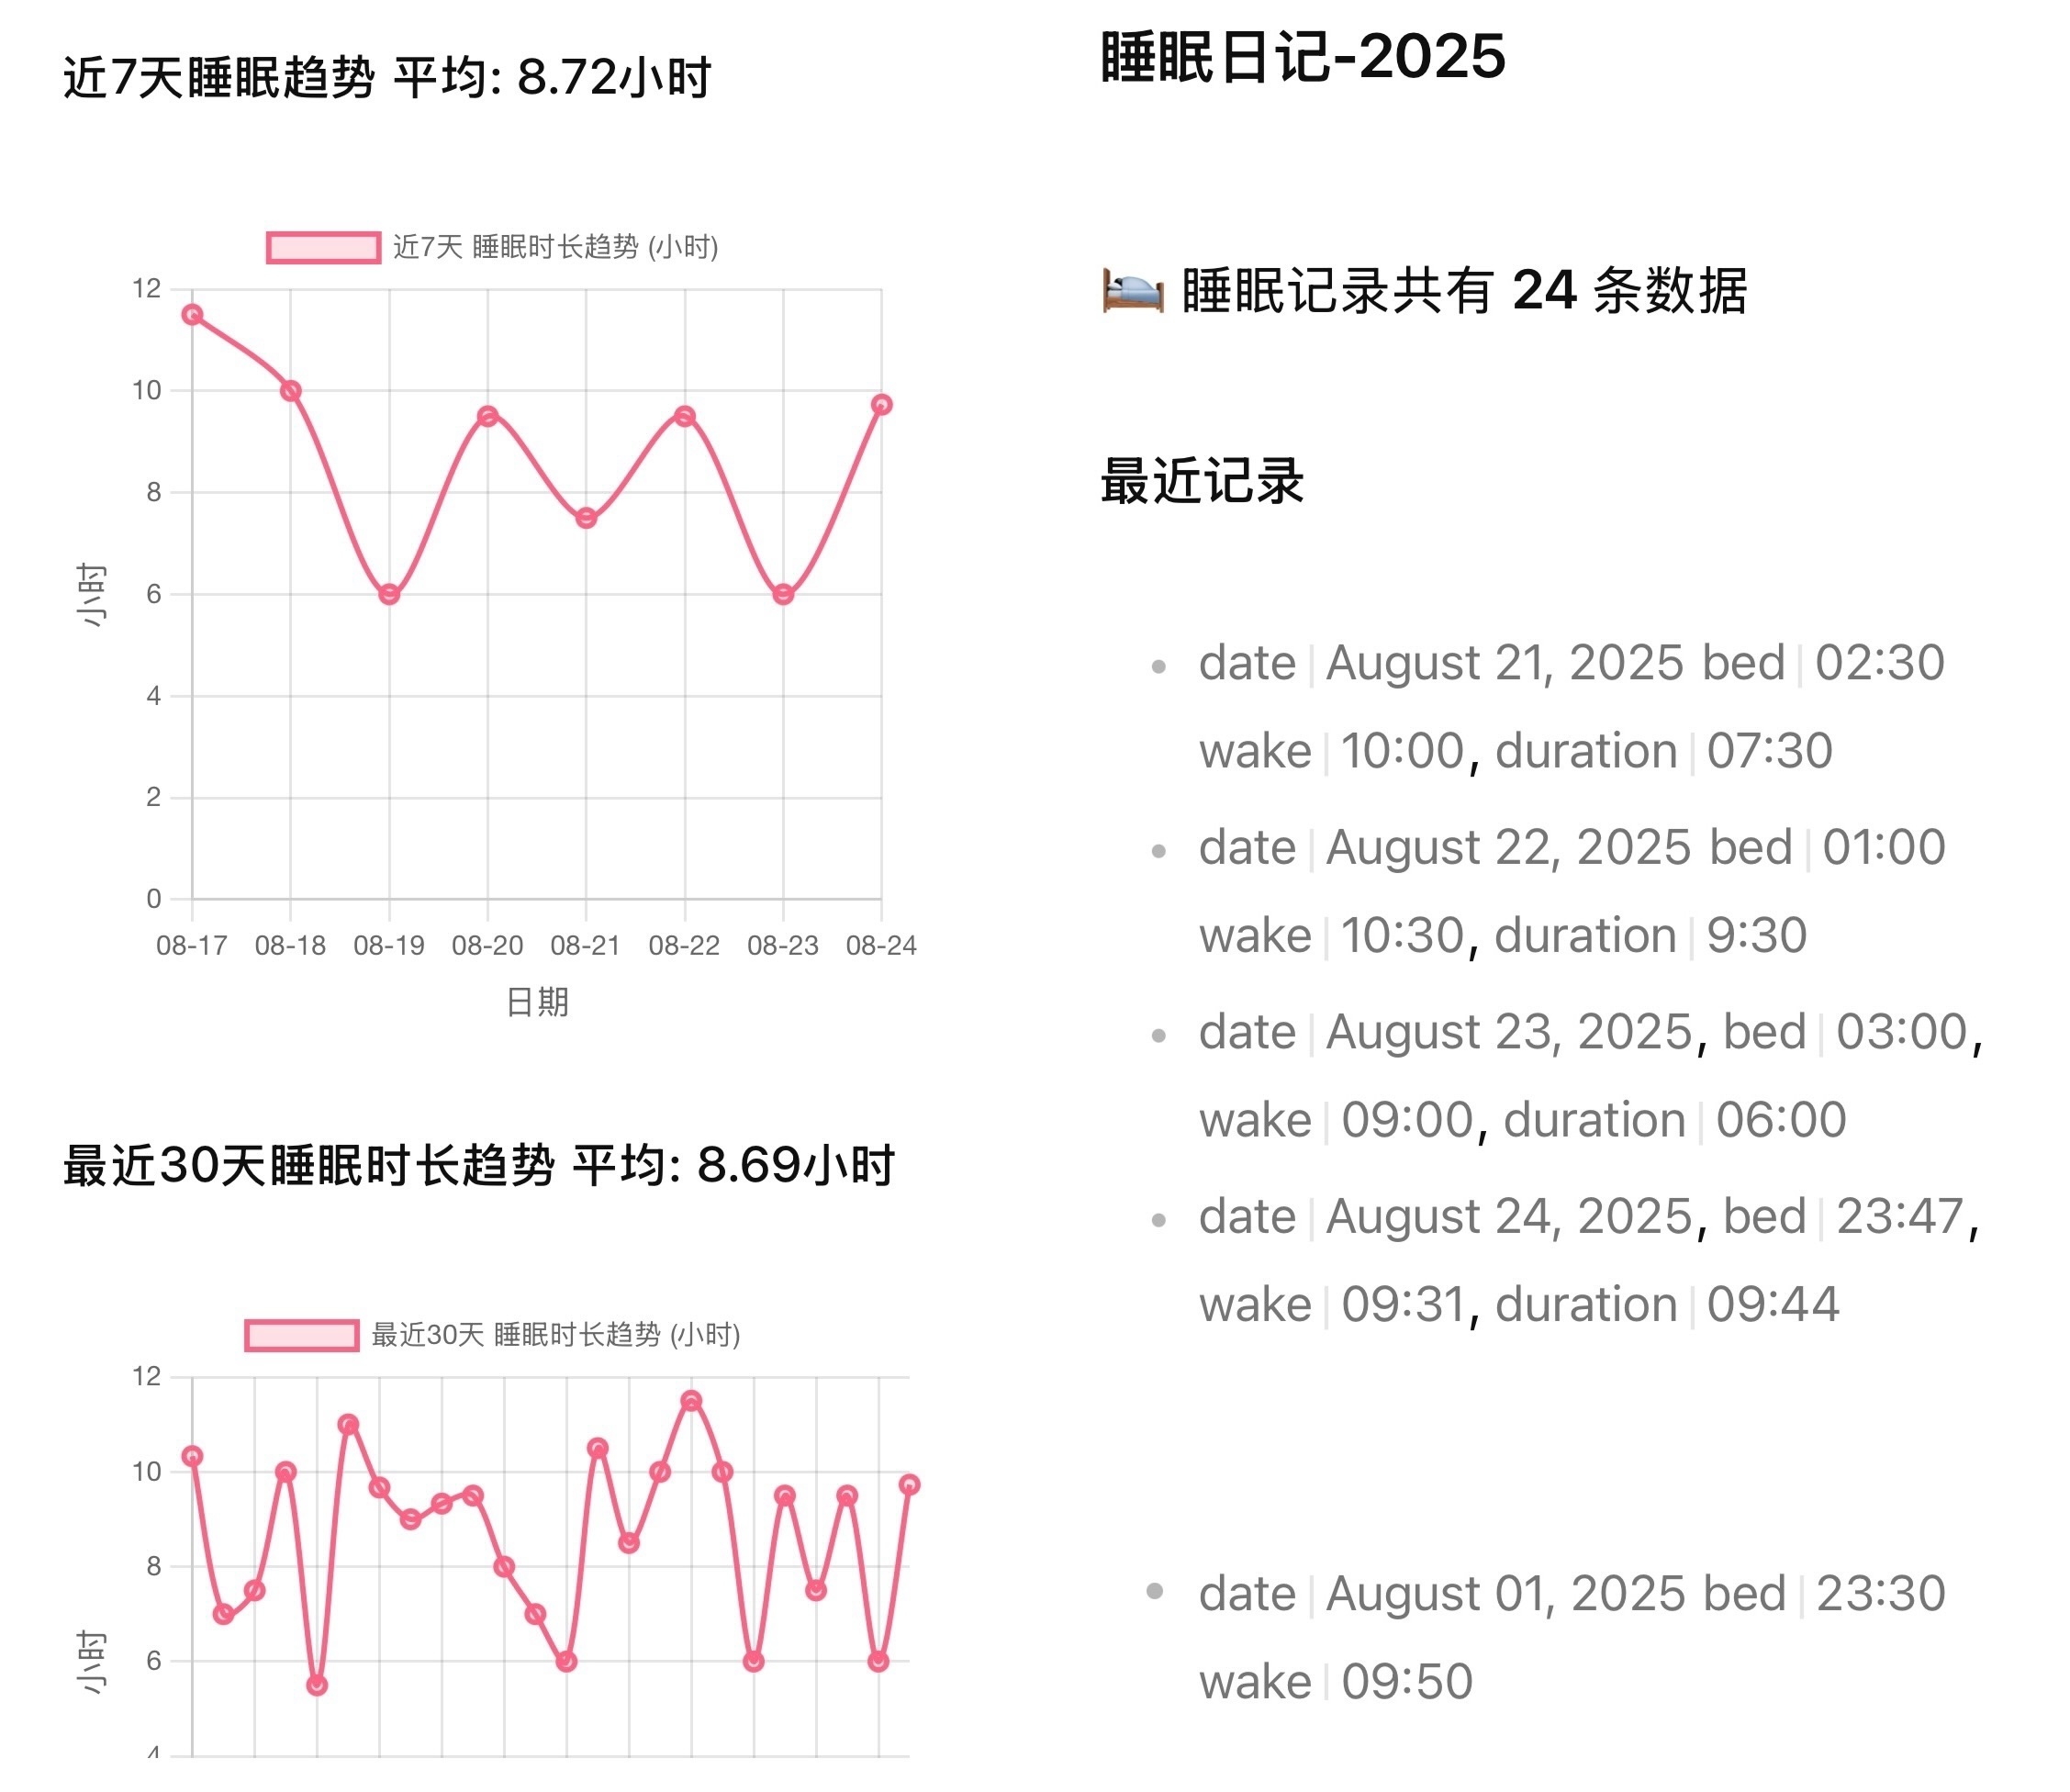 近7天睡眠趋势 平均: 8.72小时
近7天 睡眠时长趋势 (小时)
12
10
8
6
4
2
0
小时
08-17 08-18 08-19 08-20 08-21 08-22 08-23 08-24
日期
最近30天睡眠时长趋势 平均: 8.69小时
最近30天 睡眠时长趋势 (小时)
12
10
8
6
4
小时
睡眠日记-2025
睡眠记录共有 24 条数据
最近记录
date August 21, 2025 bed 02:30
wake 10:00, duration 07:30
date August 22, 2025 bed 01:00
wake 10:30, duration 9:30
date August 23, 2025, bed 03:00,
wake 09:00, duration 06:00
date August 24, 2025, bed 23:47,
wake 09:31, duration 09:44
date August 01, 2025 bed 23:30
wake 09:50